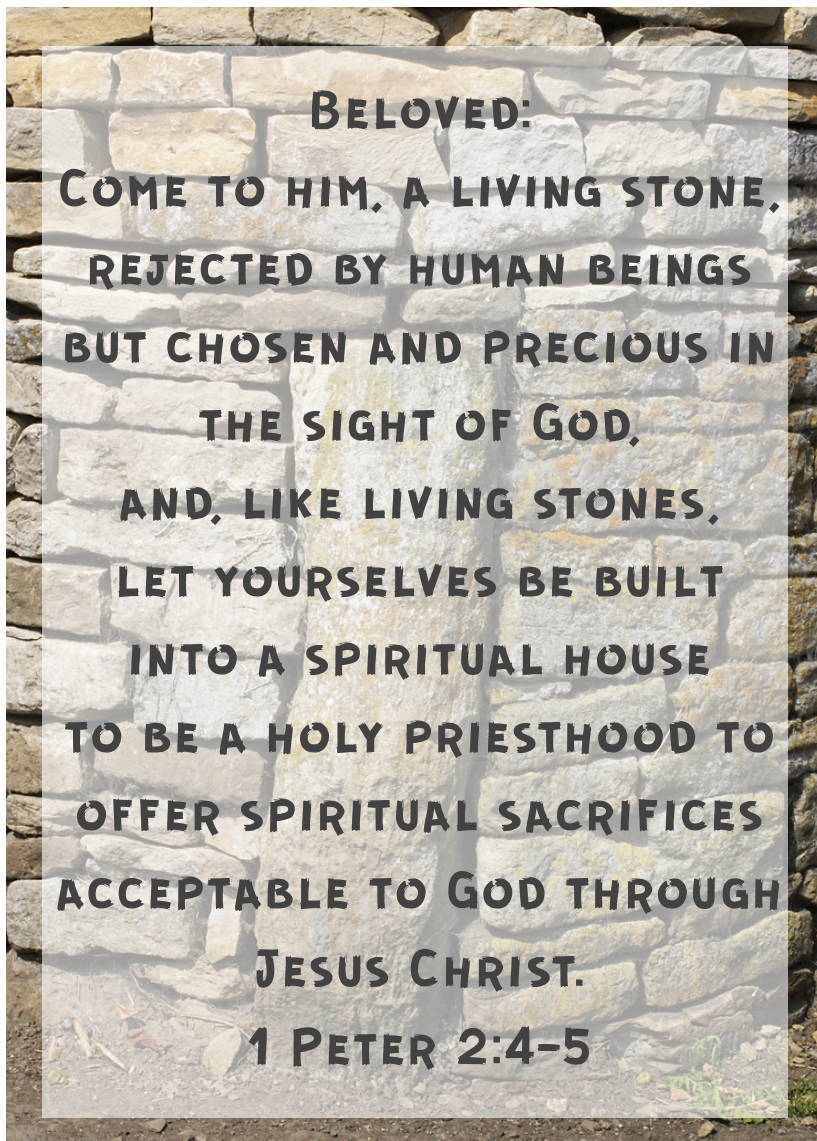 Beloved:
Come to him, a living stone,
rejected by human beings
but chosen and precious in
the sight of God,
and, like living stones,
let yourselves be built
into a spiritual house
to be a holy priesthood to
offer spiritual sacrifices
acceptable to God through
Jesus Christ.
1 Peter 2:4-5